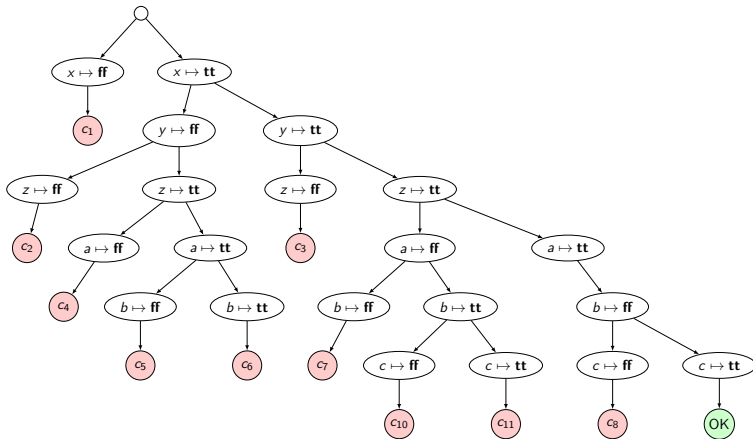 x ↦ ff x ↦ tt
c₁ y ↦ ff y ↦ tt
z ↦ ff z ↦ tt z ↦ ff z ↦ tt
c₂ a ↦ ff a ↦ tt c₃ a ↦ ff a ↦ tt
c₄ b ↦ ff b ↦ tt b ↦ ff b ↦ tt b ↦ ff
c₅ c₆ c₇ c ↦ ff c ↦ tt c ↦ ff c ↦ tt
c₁₀ c₁₁ c₈ OK